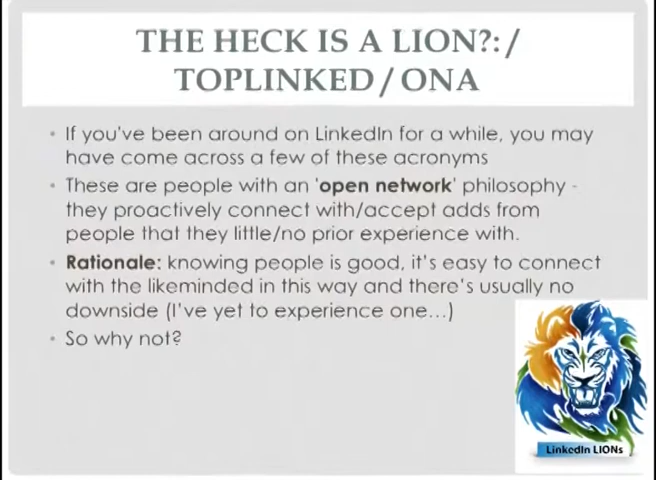 THE HECK IS A LION?:/
TOPLINKED/ONA
• If you've been around on LinkedIn for a while, you may
have come across a few of these acronyms
• These are people with an 'open network' philosophy -
they proactively connect with/accept adds from
people that they little/no prior experience with.
• Rationale: knowing people is good, it's easy to connect
with the likeminded in this way and there's usually no
downside (I've yet to experience one...)
• So why not?
LinkedIn LIONs